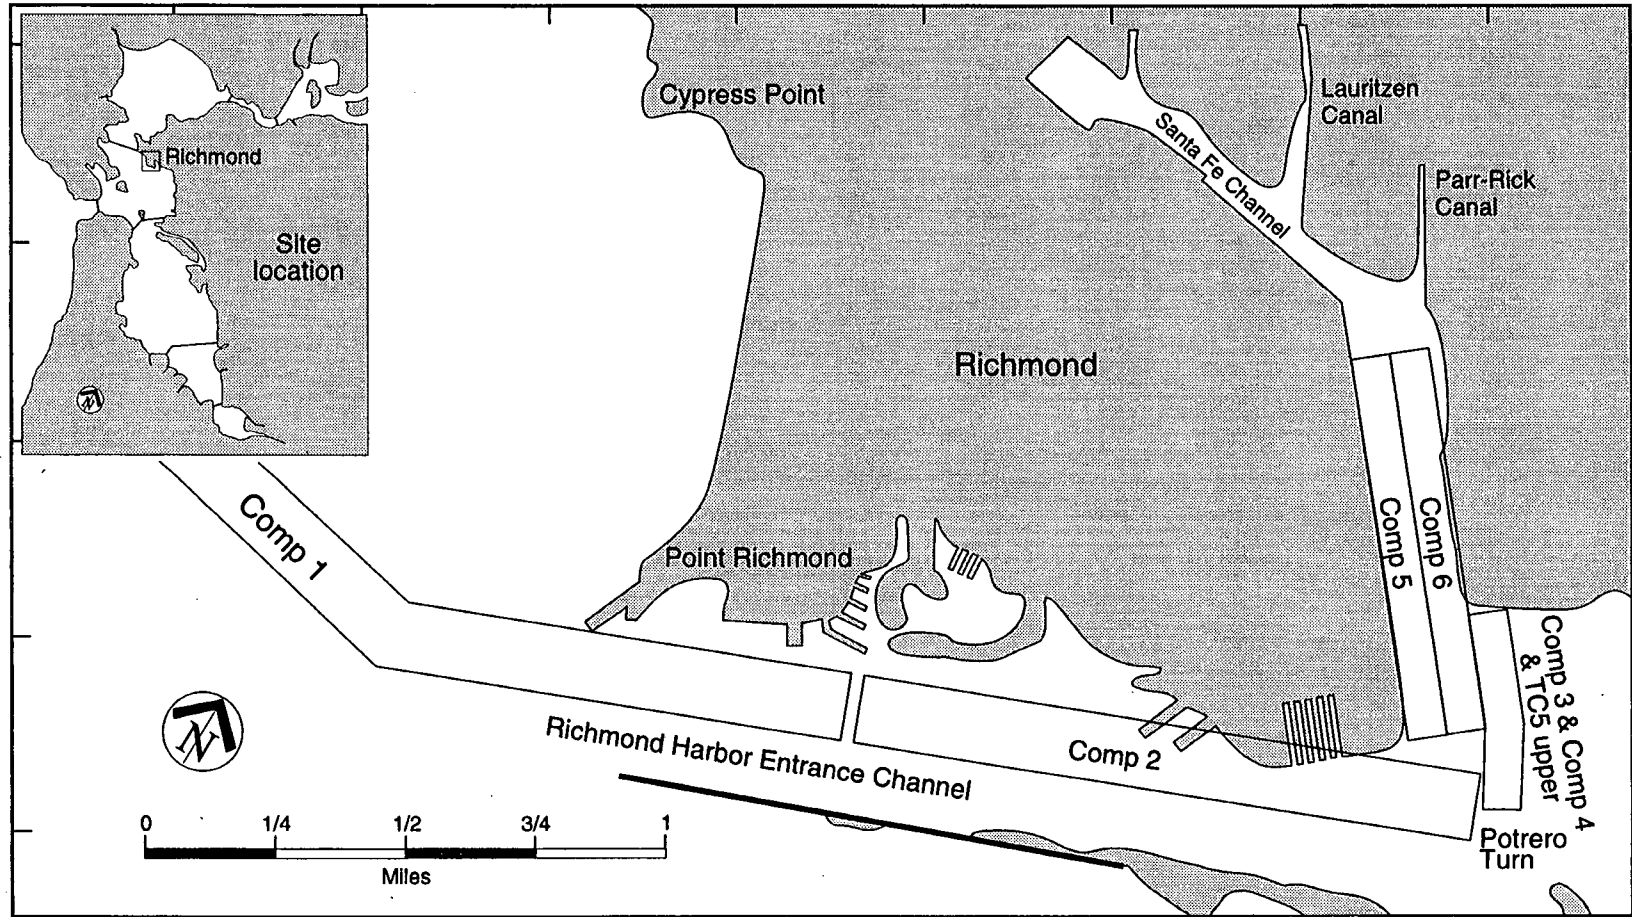 Richmond
Site
location
N
Cypress Point
Santa Fe Channel
Lauritzen
Canal
Parr-Rick
Canal
Richmond
Comp 1
Point Richmond
Comp 5
Comp 6
Comp 3 & Comp 4
& TC5 upper
Richmond Harbor Entrance Channel
Comp 2
Potrero
Turn
N
0 1/4 1/2 3/4 1
Miles